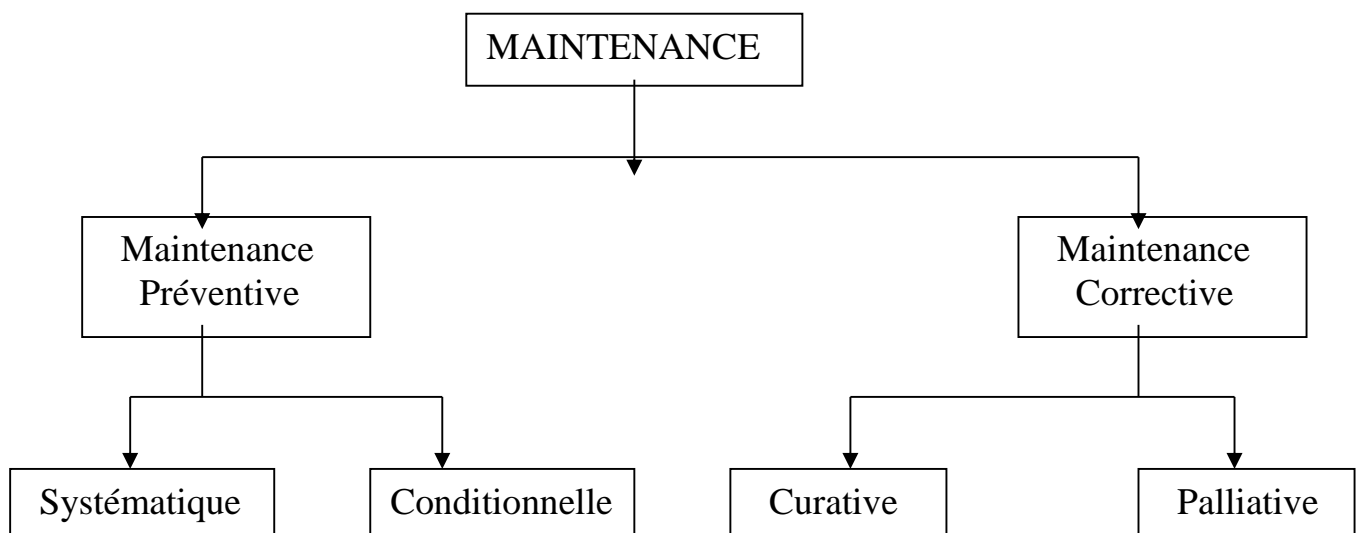 MAINTENANCE
Maintenance
Préventive
Maintenance
Corrective
Systématique
Conditionnelle
Curative
Palliative